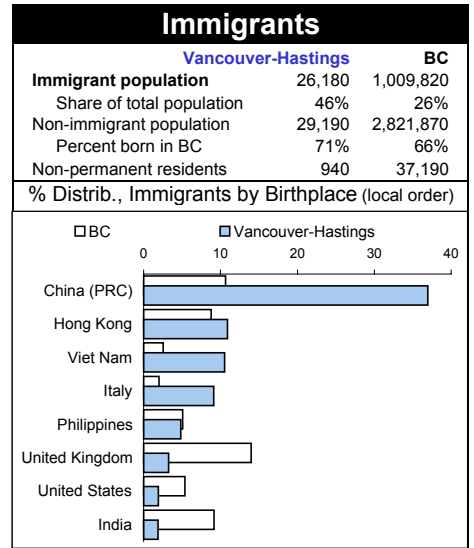 Immigrants
Vancouver-Hastings BC
Immigrant population 26,180 1,009,820
Share of total population 46% 26%
Non-immigrant population 29,190 2,821,870
Percent born in BC 71% 66%
Non-permanent residents 940 37,190
% Distrib., Immigrants by Birthplace (local order)
BC Vancouver-Hastings
0 10 20 30 40
China (PRC)
Hong Kong
Viet Nam
Italy
Philippines
United Kingdom
United States
India